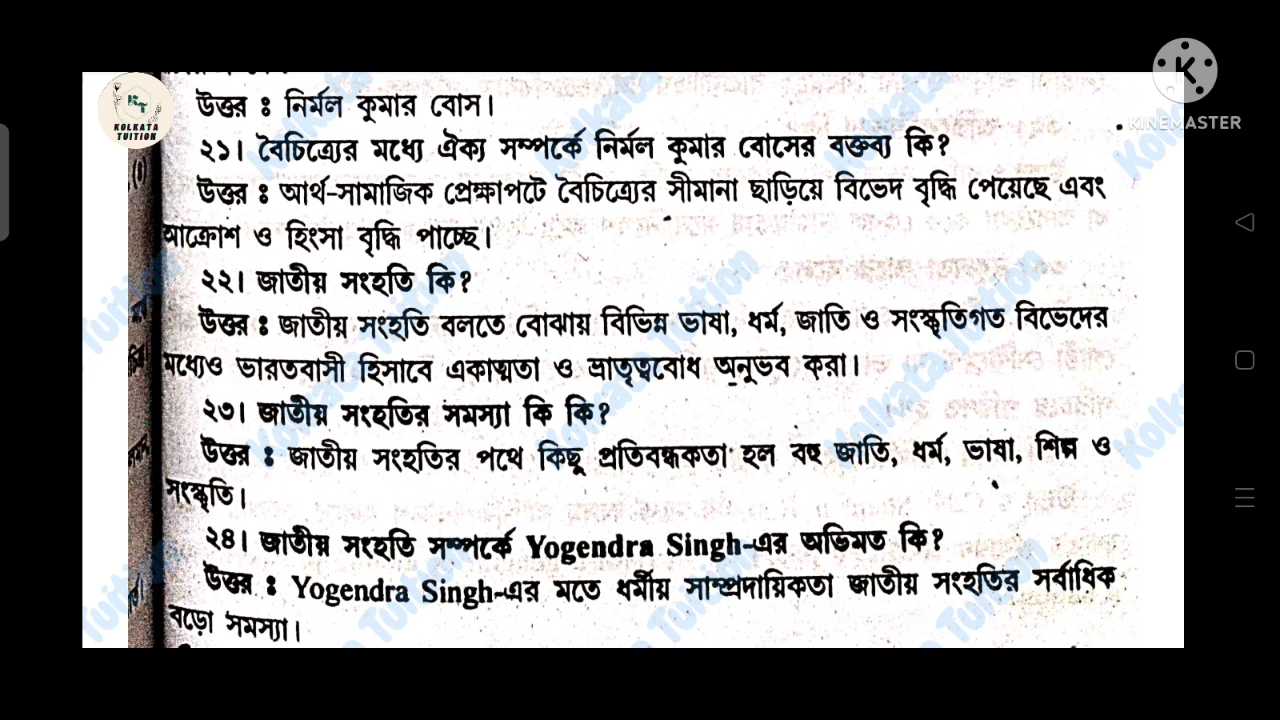 KOLKATA
TUITION
KINEMASTER
উত্তর ঃ নির্মল কুমার বোস।
২১। বৈচিত্র্যের মধ্যে ঐক্য সম্পর্কে নির্মল কুমার বোসের বক্তব্য কি?
উত্তর ঃ আর্থ-সামাজিক প্রেক্ষাপটে বৈচিত্র্যের সীমানা ছাড়িয়ে বিভেদ বৃদ্ধি পেয়েছে এবং
আক্রোশ ও হিংসা বৃদ্ধি পাচ্ছে।
২২। জাতীয় সংহতি কি?
উত্তর ঃ জাতীয় সংহতি বলতে বোঝায় বিভিন্ন ভাষা, ধর্ম, জাতি ও সংস্কৃতিগত বিভেদের
মধ্যেও ভারতবাসী হিসাবে একাত্মতা ও ভ্রাতৃত্ববোধ অনুভব করা।
২৩। জাতীয় সংহতির সমস্যা কি কি?
উত্তর ঃ জাতীয় সংহতির পথে কিছু প্রতিবন্ধকতা হল বহু জাতি, ধর্ম, ভাষা, শিল্প ও
সংস্কৃতি।
২৪। জাতীয় সংহতি সম্পর্কে Yogendra Singh-এর অভিমত কি?
উত্তর ঃ Yogendra Singh-এর মতে ধর্মীয় সাম্প্রদায়িকতা জাতীয় সংহতির সর্বাধিক
বড়ো সমস্যা।